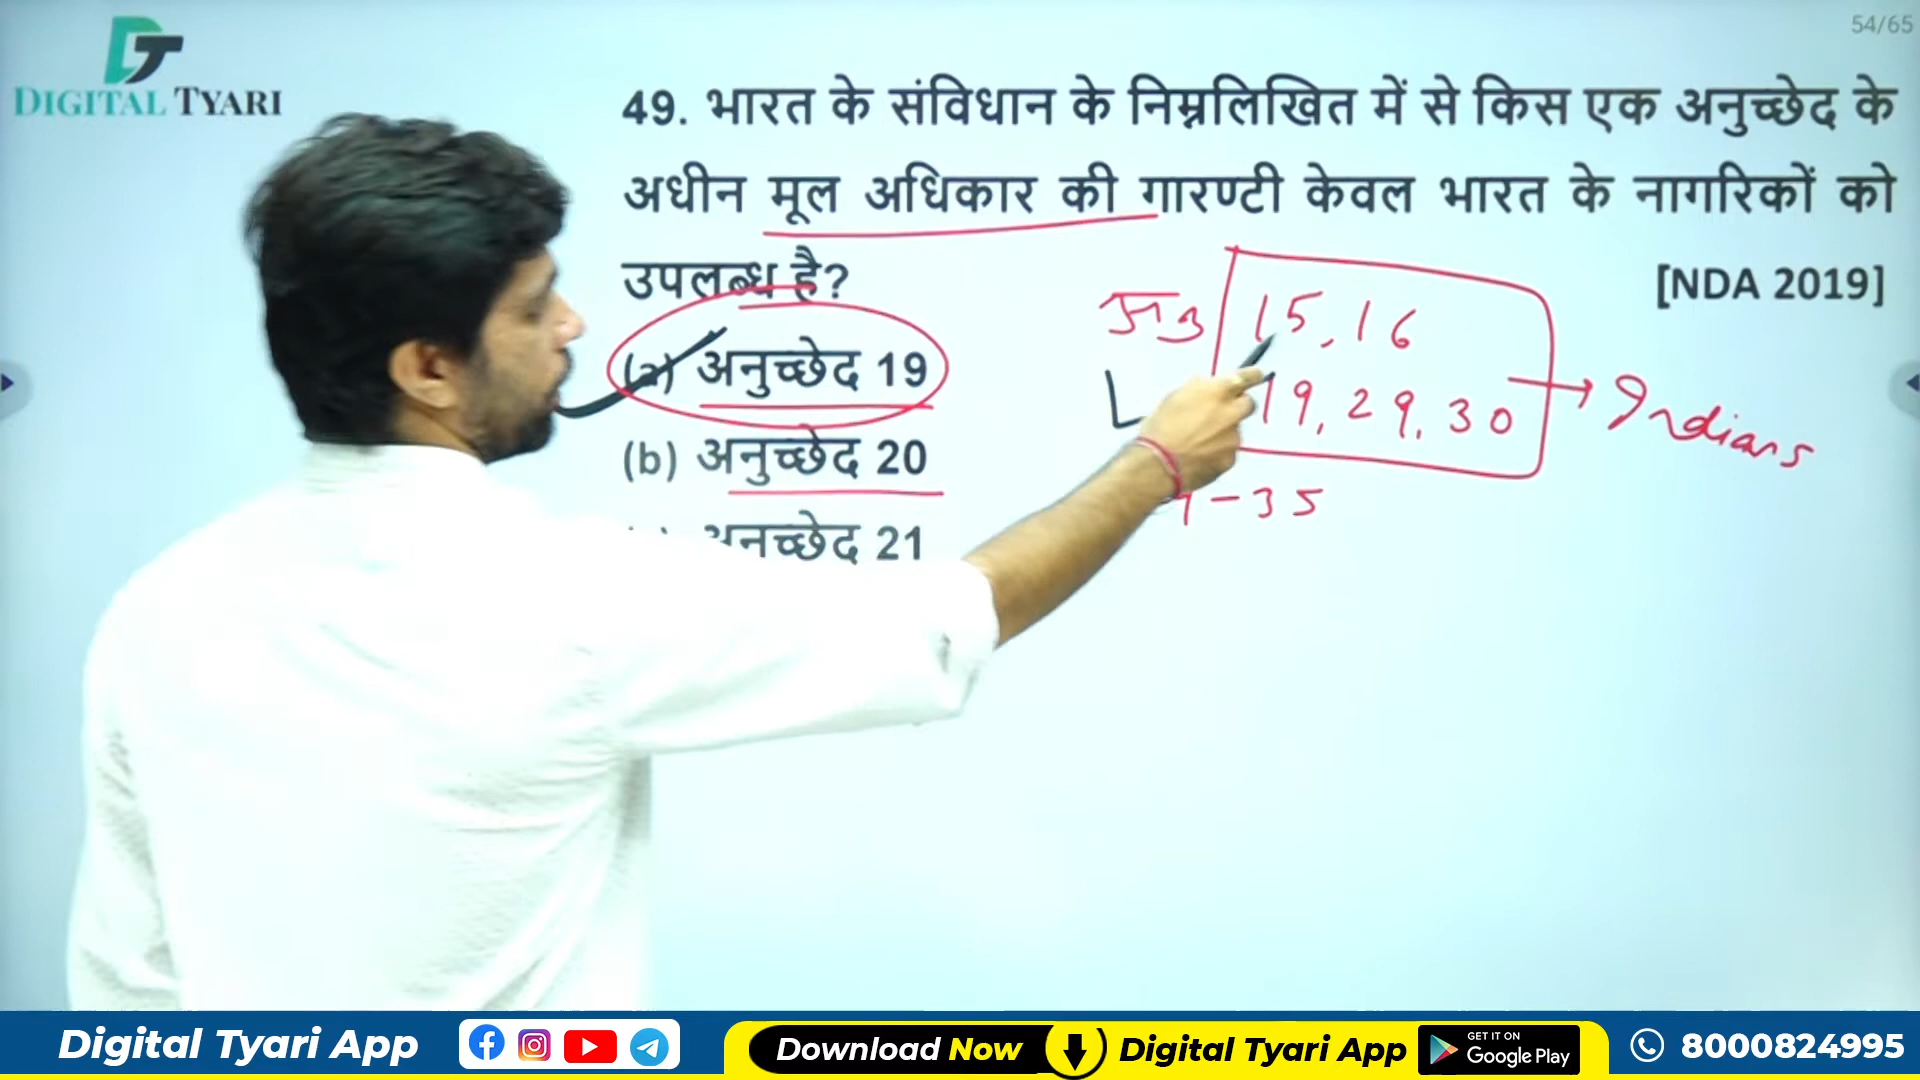 54/65
DT
DIGITAL TYARI
49. भारत के संविधान के निम्नलिखित में से किस एक अनुच्छेद के
अधीन मूल अधिकार की गारण्टी केवल भारत के नागरिकों को
उपलब्ध है?
[NDA 2019]
(a) अनुच्छेद 19
(b) अनुच्छेद 20
अनुच्छेद 21
15, 16
19, 29, 30
→ Indians
- 35
Digital Tyari App
Download Now
Digital Tyari App
GET IT ON
Google Play
8000824995